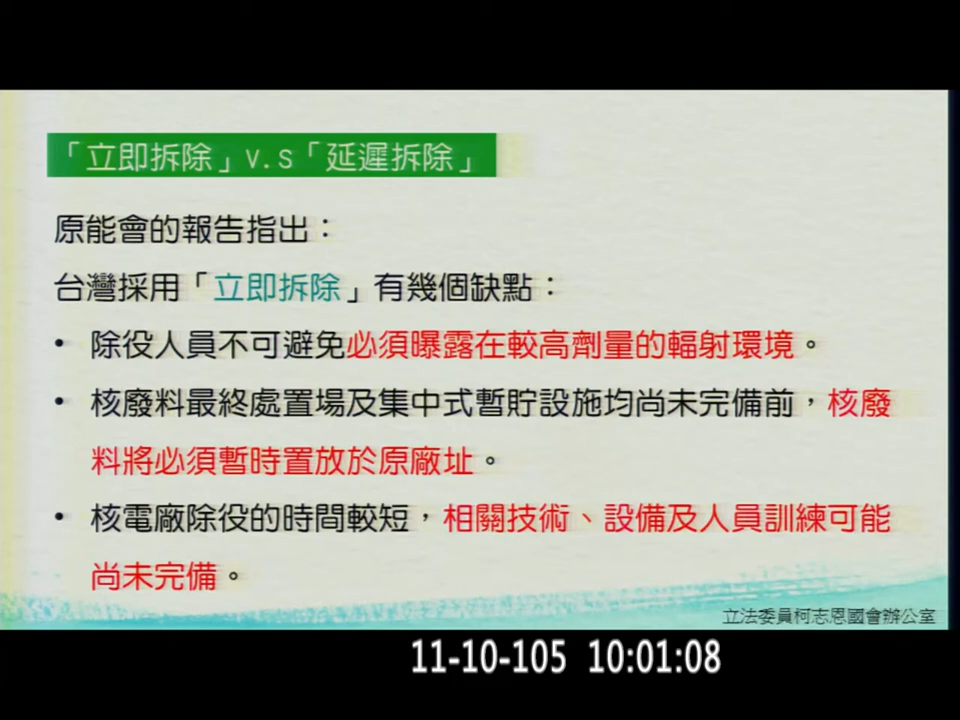 「立即拆除」v.s「延遲拆除」
原能會的報告指出：
台灣採用「立即拆除」有幾個缺點：
• 除役人員不可避免必須曝露在較高劑量的輻射環境。
• 核廢料最終處置場及集中式暫貯設施均尚未完備前，核廢
料將必須暫時置放於原廠址。
• 核電廠除役的時間較短，相關技術、設備及人員訓練可能
尚未完備。
立法委員柯志恩國會辦公室
11-10-105 10:01:08